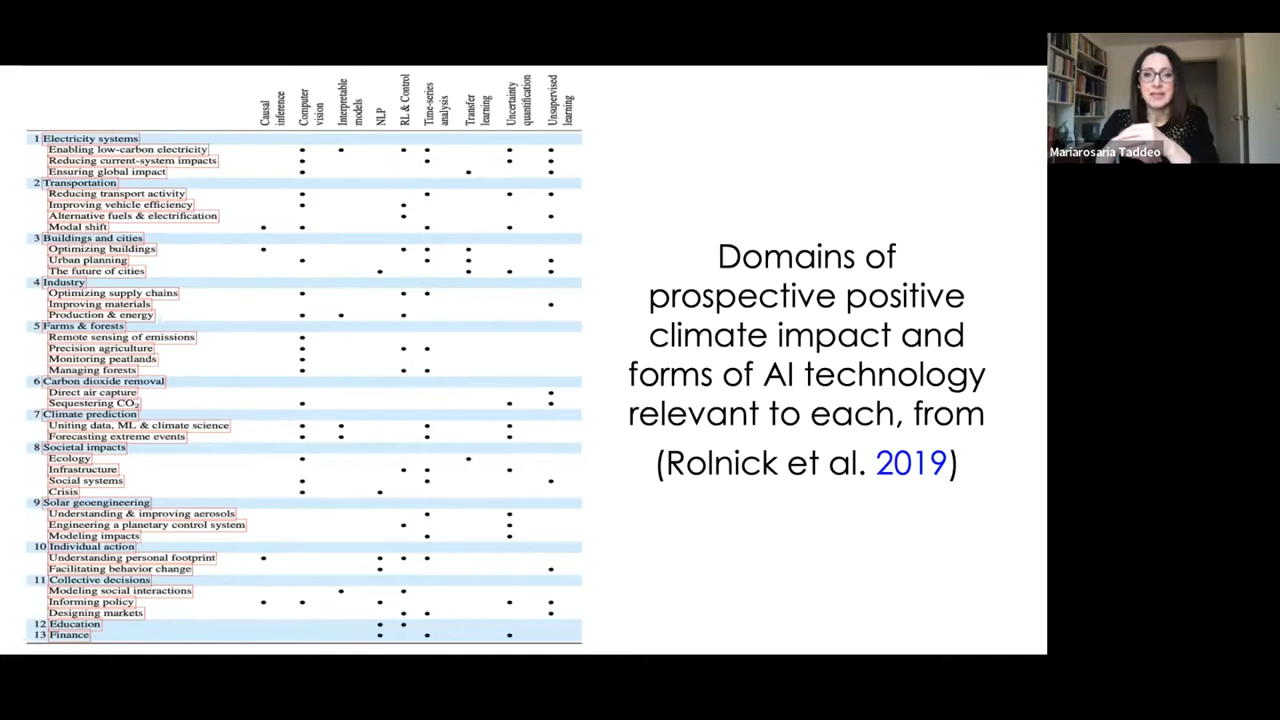 Causal inference
Computer vision
Interpretable models
NLP
RL & Control
Time-series analysis
Transfer learning
Uncertainty quantification
Unsupervised learning
1 Electricity systems
Enabling low-carbon electricity
Reducing current-system impacts
Ensuring global impact
2 Transportation
Reducing transport activity
Improving vehicle efficiency
Alternative fuels & electrification
Modal shift
3 Buildings and cities
Optimizing buildings
Urban planning
The future of cities
4 Industry
Optimizing supply chains
Improving materials
Production & energy
5 Farms & forests
Remote sensing of emissions
Precision agriculture
Monitoring peatlands
Managing forests
6 Carbon dioxide removal
Direct air capture
Sequestering CO₂
7 Climate prediction
Uniting data, ML & climate science
Forecasting extreme events
8 Societal impacts
Ecology
Infrastructure
Social systems
Crisis
9 Solar geoengineering
Understanding & improving aerosols
Engineering a planetary control system
Modeling impacts
10 Individual action
Understanding personal footprint
Facilitating behavior change
11 Collective decisions
Modeling social interactions
Informing policy
Designing markets
12 Education
13 Finance
Domains of
prospective positive
climate impact and
forms of AI technology
relevant to each, from
(Rolnick et al. 2019)
Mariarosaria Taddeo